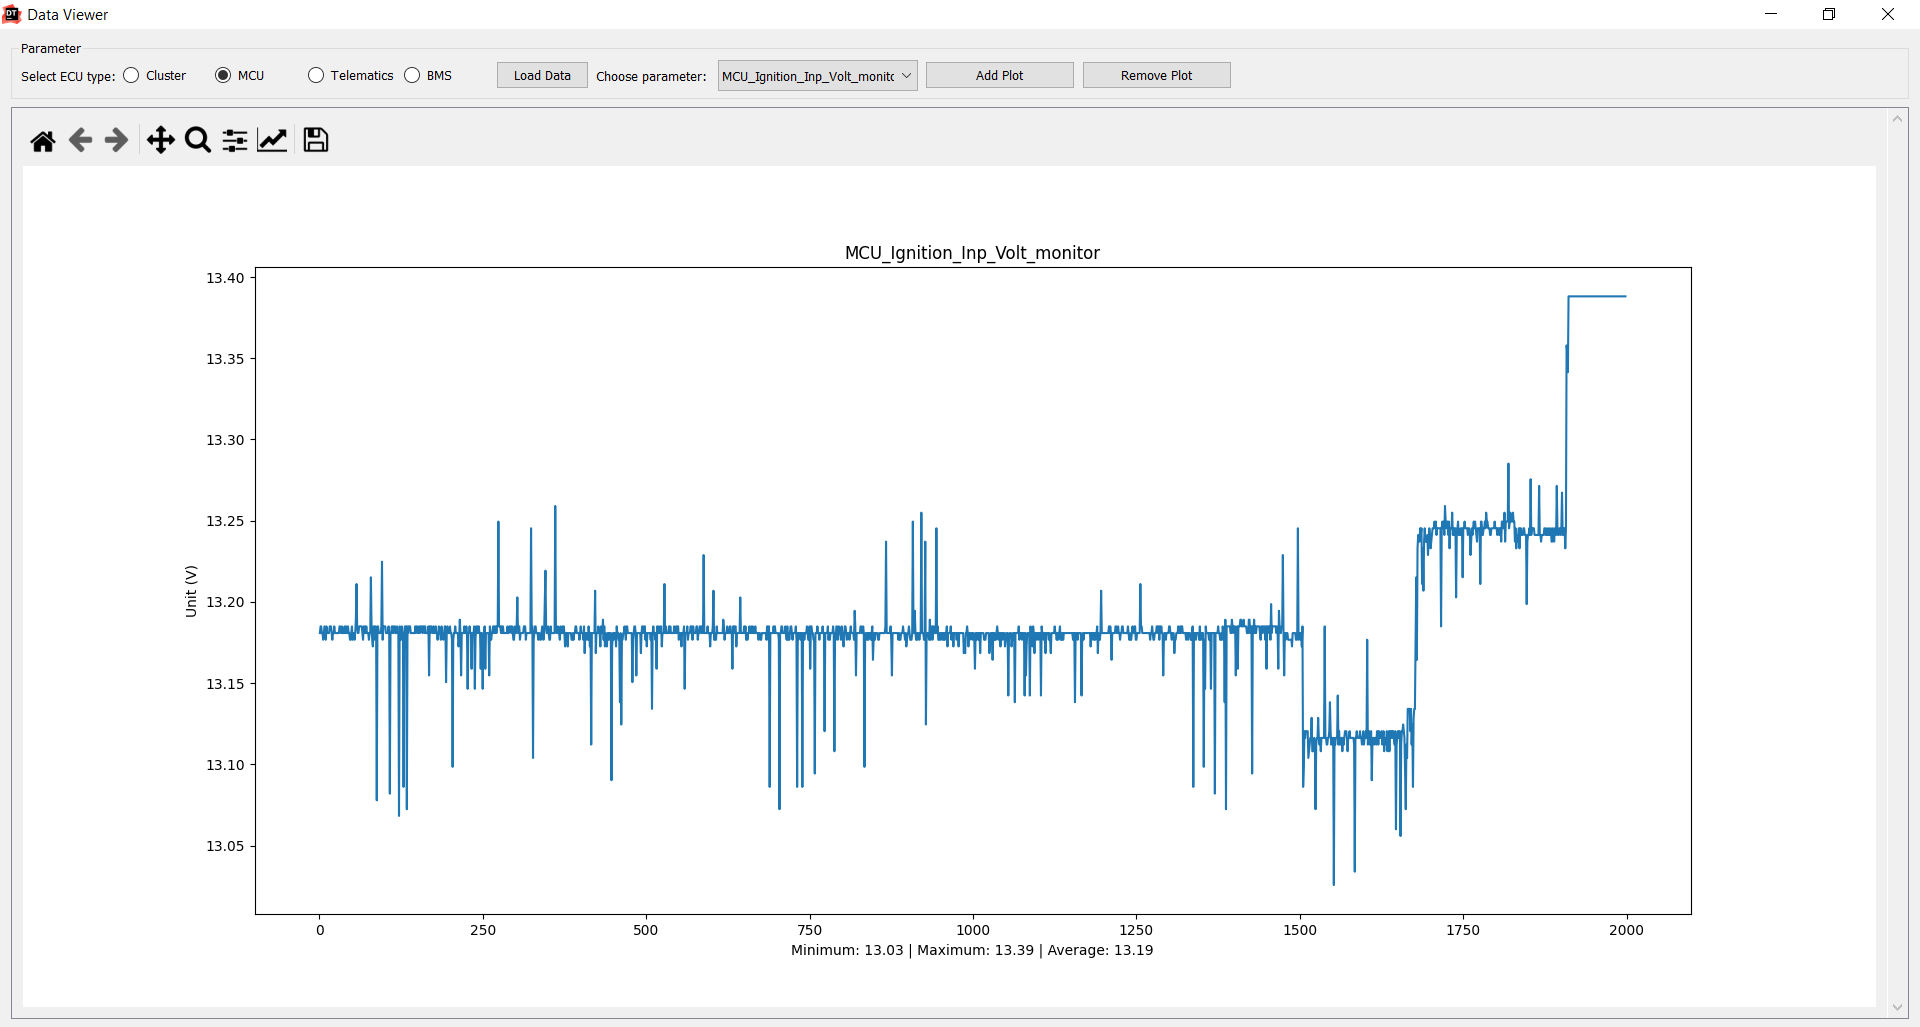 DT Data Viewer
Parameter
Select ECU type: Cluster MCU Telematics BMS Load Data Choose parameter: MCU_Ignition_Inp_Volt_monito Add Plot Remove Plot
MCU_Ignition_Inp_Volt_monitor
13.40
13.35
13.30
13.25
13.20
13.15
13.10
13.05
Unit (V)
0 250 500 750 1000 1250 1500 1750 2000
Minimum: 13.03 | Maximum: 13.39 | Average: 13.19